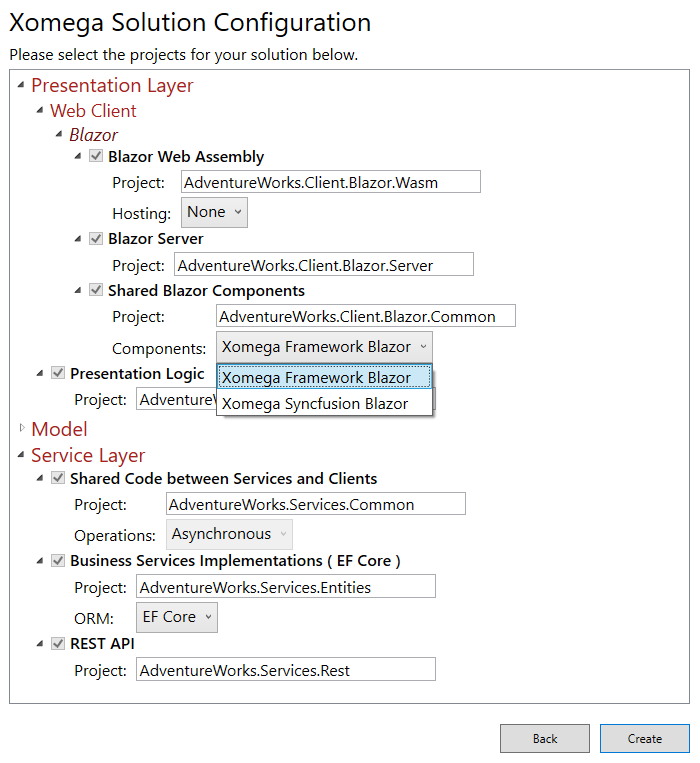 Xomega Solution Configuration
Please select the projects for your solution below.
Presentation Layer
Web Client
Blazor
Blazor Web Assembly
Project: AdventureWorks.Client.Blazor.Wasm
Hosting: None
Blazor Server
Project: AdventureWorks.Client.Blazor.Server
Shared Blazor Components
Project: AdventureWorks.Client.Blazor.Common
Components: Xomega Framework Blazor
Xomega Framework Blazor
Xomega Syncfusion Blazor
Presentation Logic
Project:
Model
Service Layer
Shared Code between Services and Clients
Project: AdventureWorks.Services.Common
Operations: Asynchronous
Business Services Implementations ( EF Core )
Project: AdventureWorks.Services.Entities
ORM: EF Core
REST API
Project: AdventureWorks.Services.Rest
Back Create